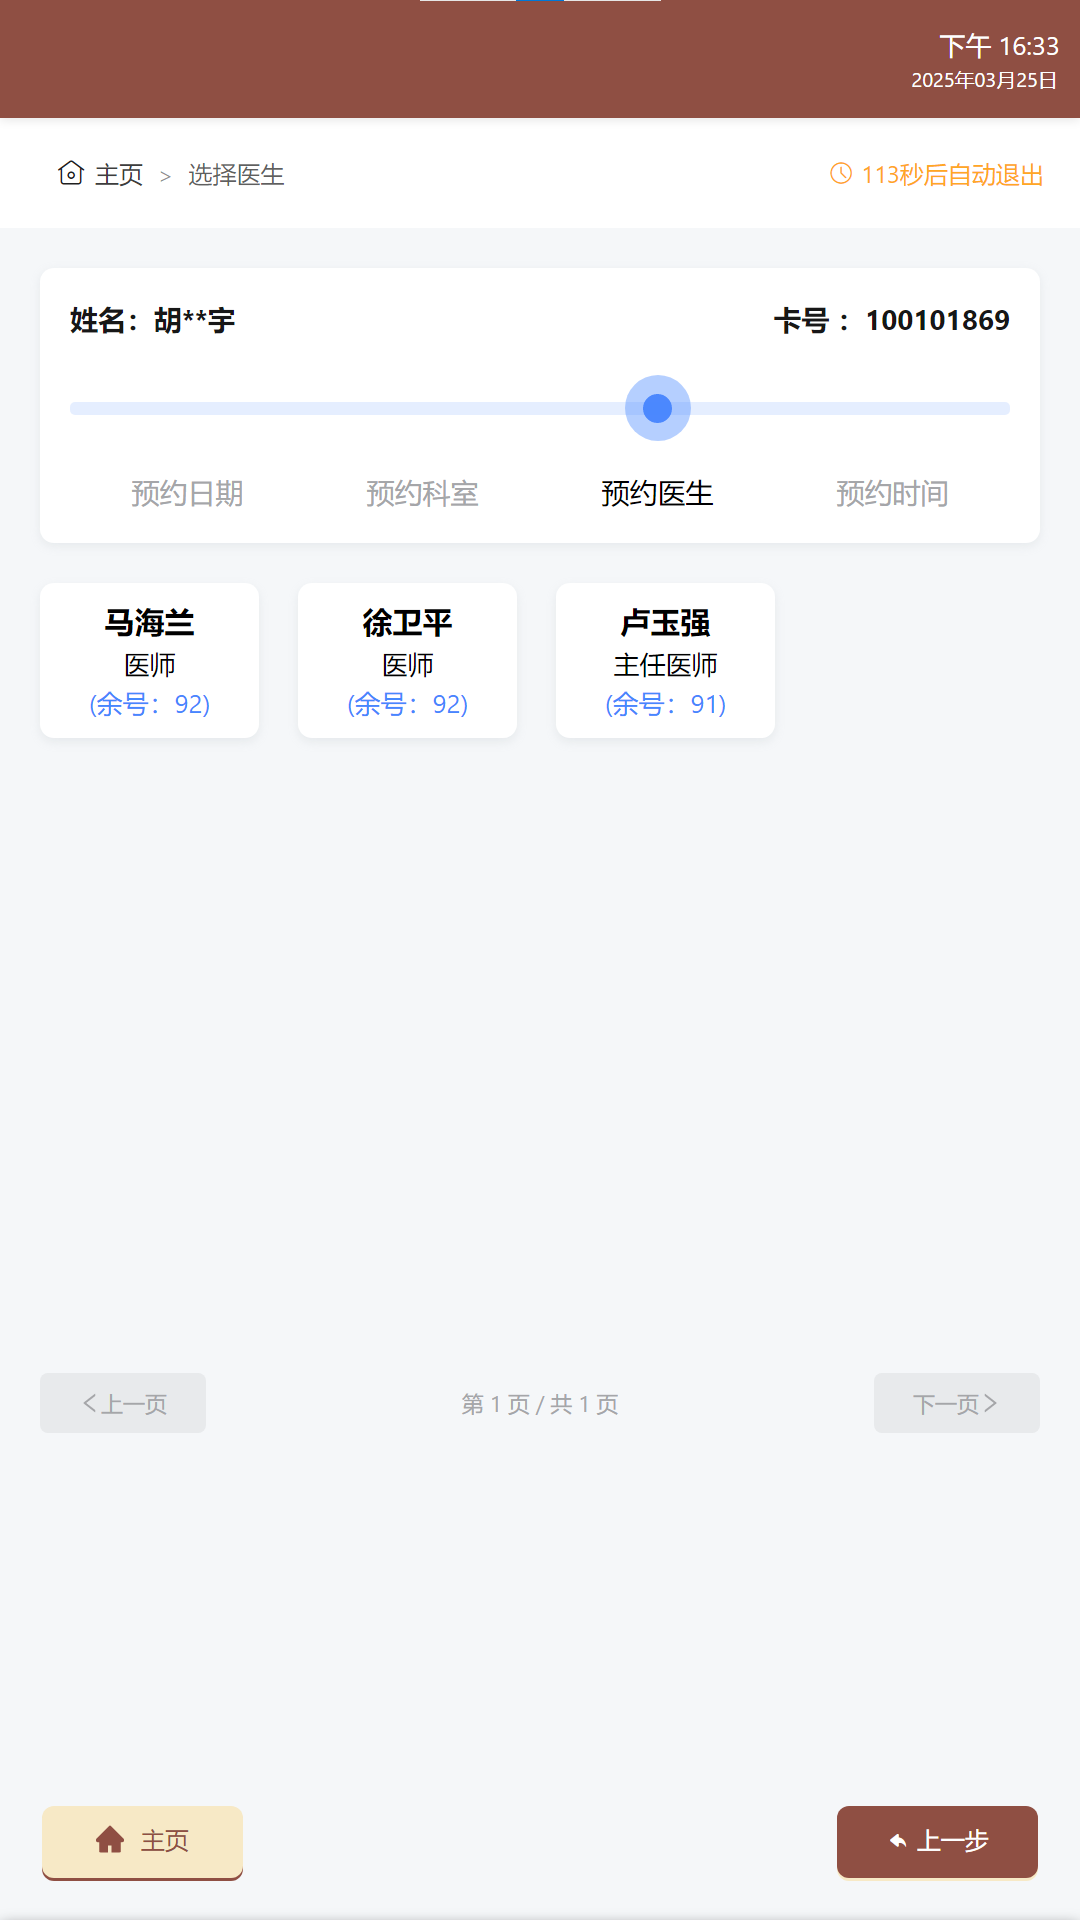 下午 16:33
2025年03月25日
主页 > 选择医生
113秒后自动退出
姓名：胡**宇
卡号： 100101869
预约日期 预约科室 预约医生 预约时间
马海兰
医师
(余号：92)
徐卫平
医师
(余号：92)
卢玉强
主任医师
(余号：91)
<上一页
第 1 页 / 共 1 页
下一页>
主页
上一步